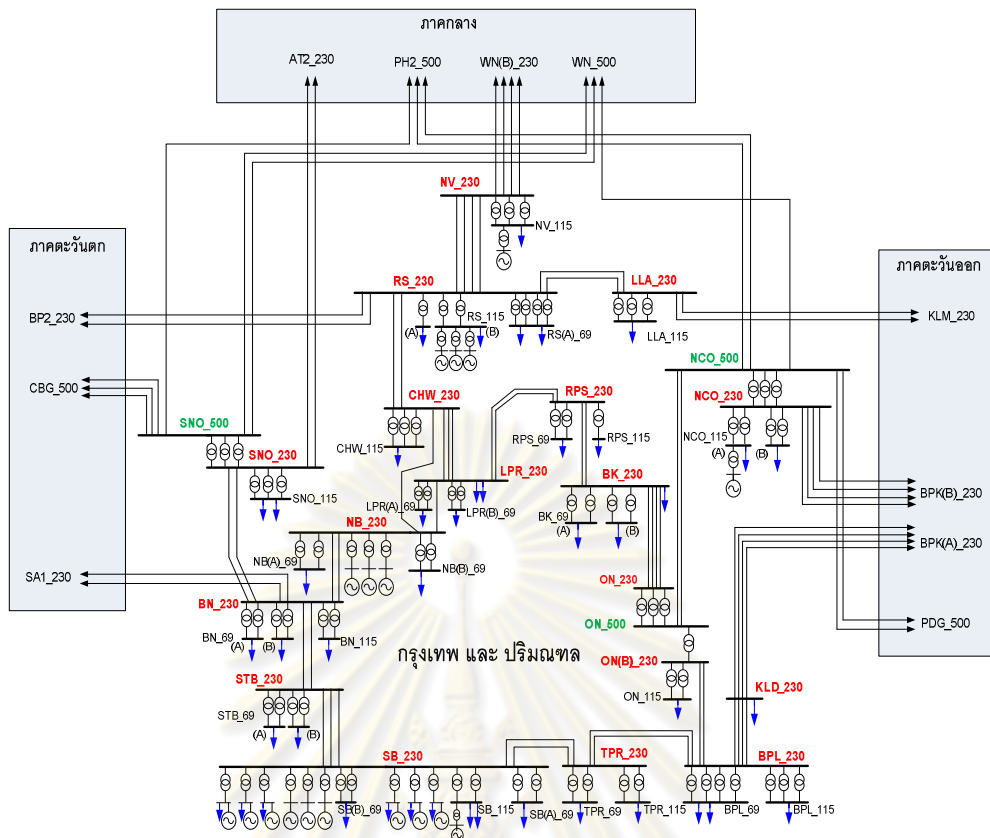 ภาคกลาง
AT2_230
PH2_500
WN(B)_230
WN_500
NV_230
NV_115
ภาคตะวันตก
ภาคตะวันออก
RS_230
LLA_230
BP2_230
RS_115
(A)
(B)
RS(A)_69
LLA_115
KLM_230
NCO_500
CBG_500
CHW_230
RPS_230
NCO_230
SNO_500
CHW_115
RPS_69
RPS_115
NCO_115
(A)
(B)
SNO_230
LPR_230
BK_230
SNO_115
LPR(A)_69
LPR(B)_69
BK_69
(A)
(B)
BPK(B)_230
NB_230
BPK(A)_230
NB(A)_69
NB(B)_69
SA1_230
ON_230
BN_230
ON_500
PDG_500
BN_69
(A)
(B)
BN_115
กรุงเทพ และ ปริมณฑล
ON(B)_230
STB_230
ON_115
KLD_230
STB_69
(A)
(B)
SB_230
TPR_230
BPL_230
SB(B)_69
SB_115
SB(A)_69
TPR_69
TPR_115
BPL_69
BPL_115